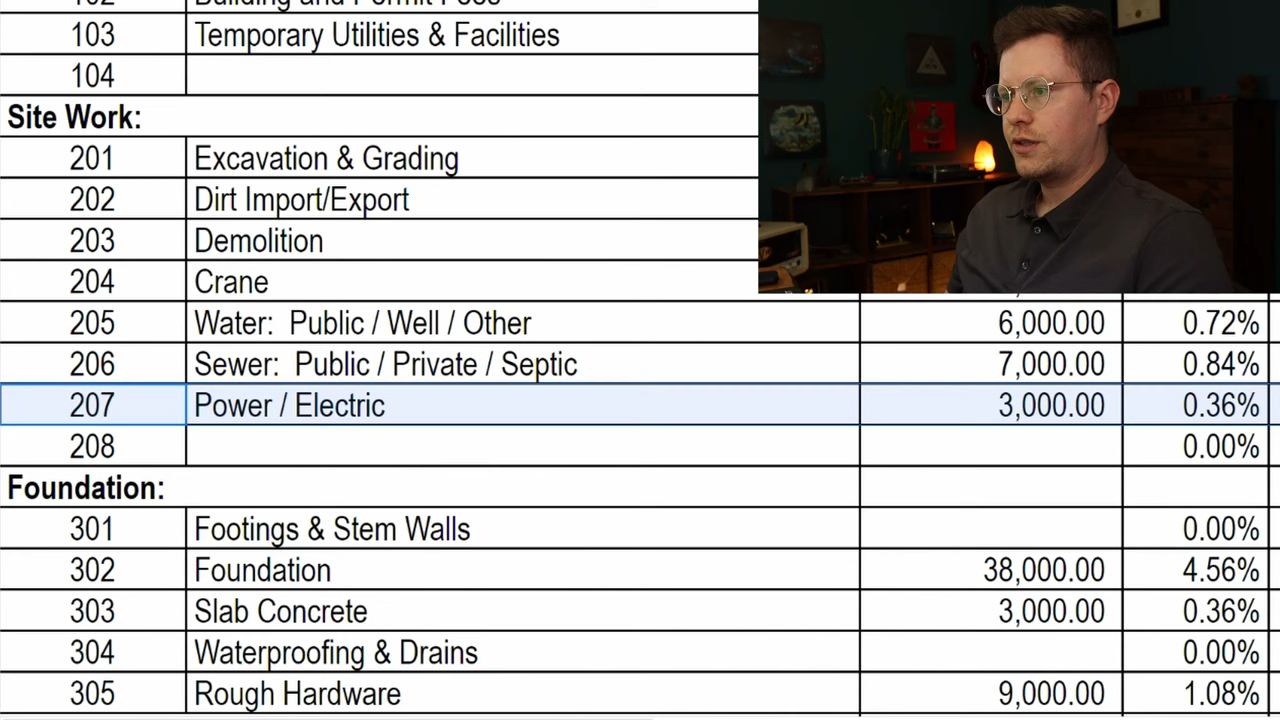 103 Temporary Utilities & Facilities
104
Site Work:
201 Excavation & Grading
202 Dirt Import/Export
203 Demolition
204 Crane
205 Water: Public / Well / Other 6,000.00 0.72%
206 Sewer: Public / Private / Septic 7,000.00 0.84%
207 Power / Electric 3,000.00 0.36%
208 0.00%
Foundation:
301 Footings & Stem Walls 0.00%
302 Foundation 38,000.00 4.56%
303 Slab Concrete 3,000.00 0.36%
304 Waterproofing & Drains 0.00%
305 Rough Hardware 9,000.00 1.08%